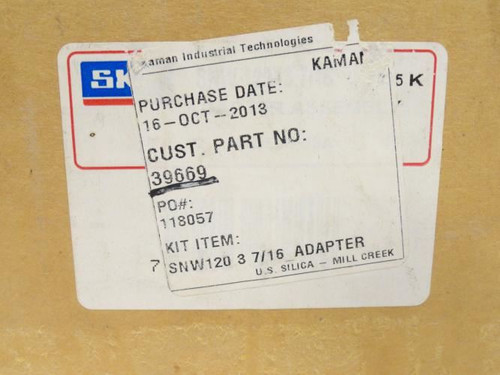 Kaman Industrial Technologies
KAMAN
SK
5 K
PURCHASE DATE:
16-OCT-2013
CUST. PART NO:
39669
PO#:
118057
KIT ITEM:
7 SNW120 3 7/16 ADAPTER
U.S. SILICA - MILL CREEK